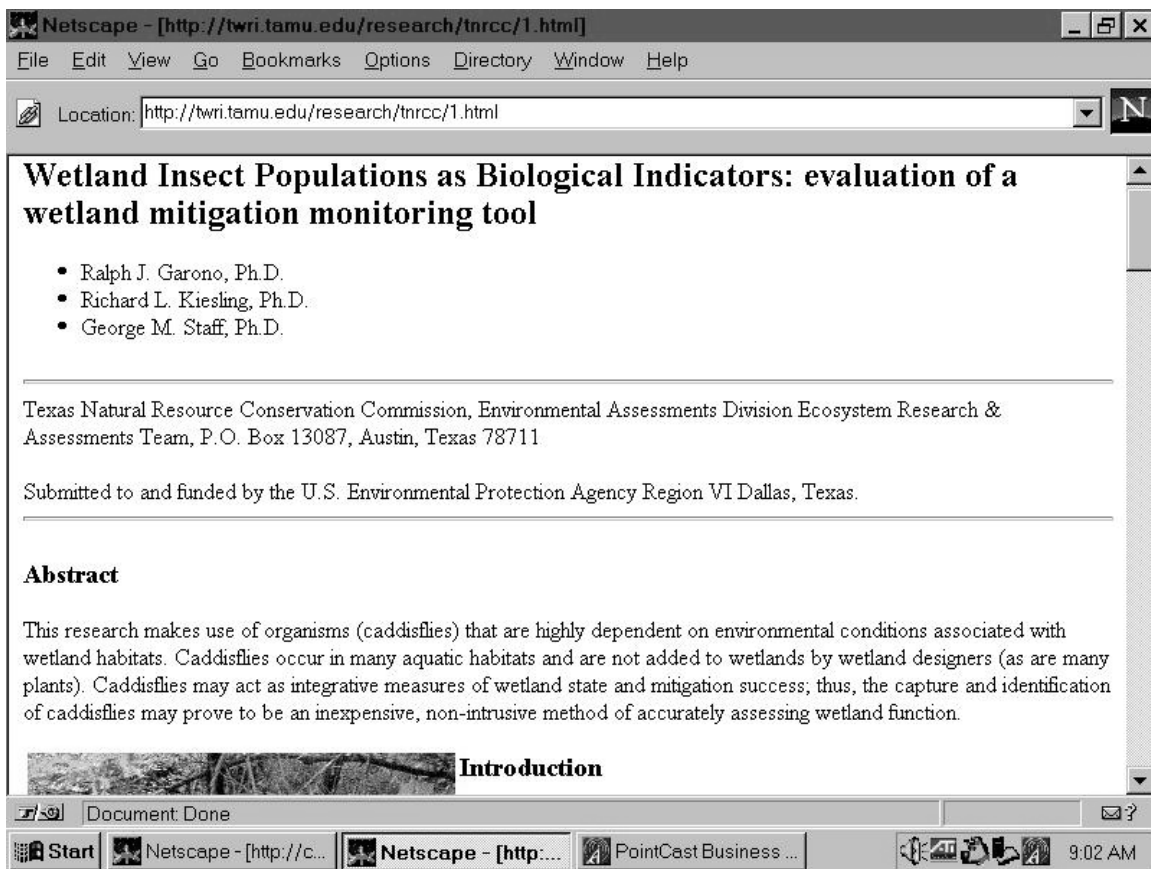 Netscape - [http://twri.tamu.edu/research/tnrcc/1.html]
File Edit View Go Bookmarks Options Directory Window Help
Location: http://twri.tamu.edu/research/tnrcc/1.html
N
Wetland Insect Populations as Biological Indicators: evaluation of a
wetland mitigation monitoring tool
• Ralph J. Garono, Ph.D.
• Richard L. Kiesling, Ph.D.
• George M. Staff, Ph.D.
Texas Natural Resource Conservation Commission, Environmental Assessments Division Ecosystem Research &
Assessments Team, P.O. Box 13087, Austin, Texas 78711
Submitted to and funded by the U.S. Environmental Protection Agency Region VI Dallas, Texas.
Abstract
This research makes use of organisms (caddisflies) that are highly dependent on environmental conditions associated with
wetland habitats. Caddisflies occur in many aquatic habitats and are not added to wetlands by wetland designers (as are many
plants). Caddisflies may act as integrative measures of wetland state and mitigation success; thus, the capture and identification
of caddisflies may prove to be an inexpensive, non-intrusive method of accurately assessing wetland function.
Introduction
Document: Done
?
Start Netscape - [http://c... Netscape - [http:... PointCast Business ... 9:02 AM